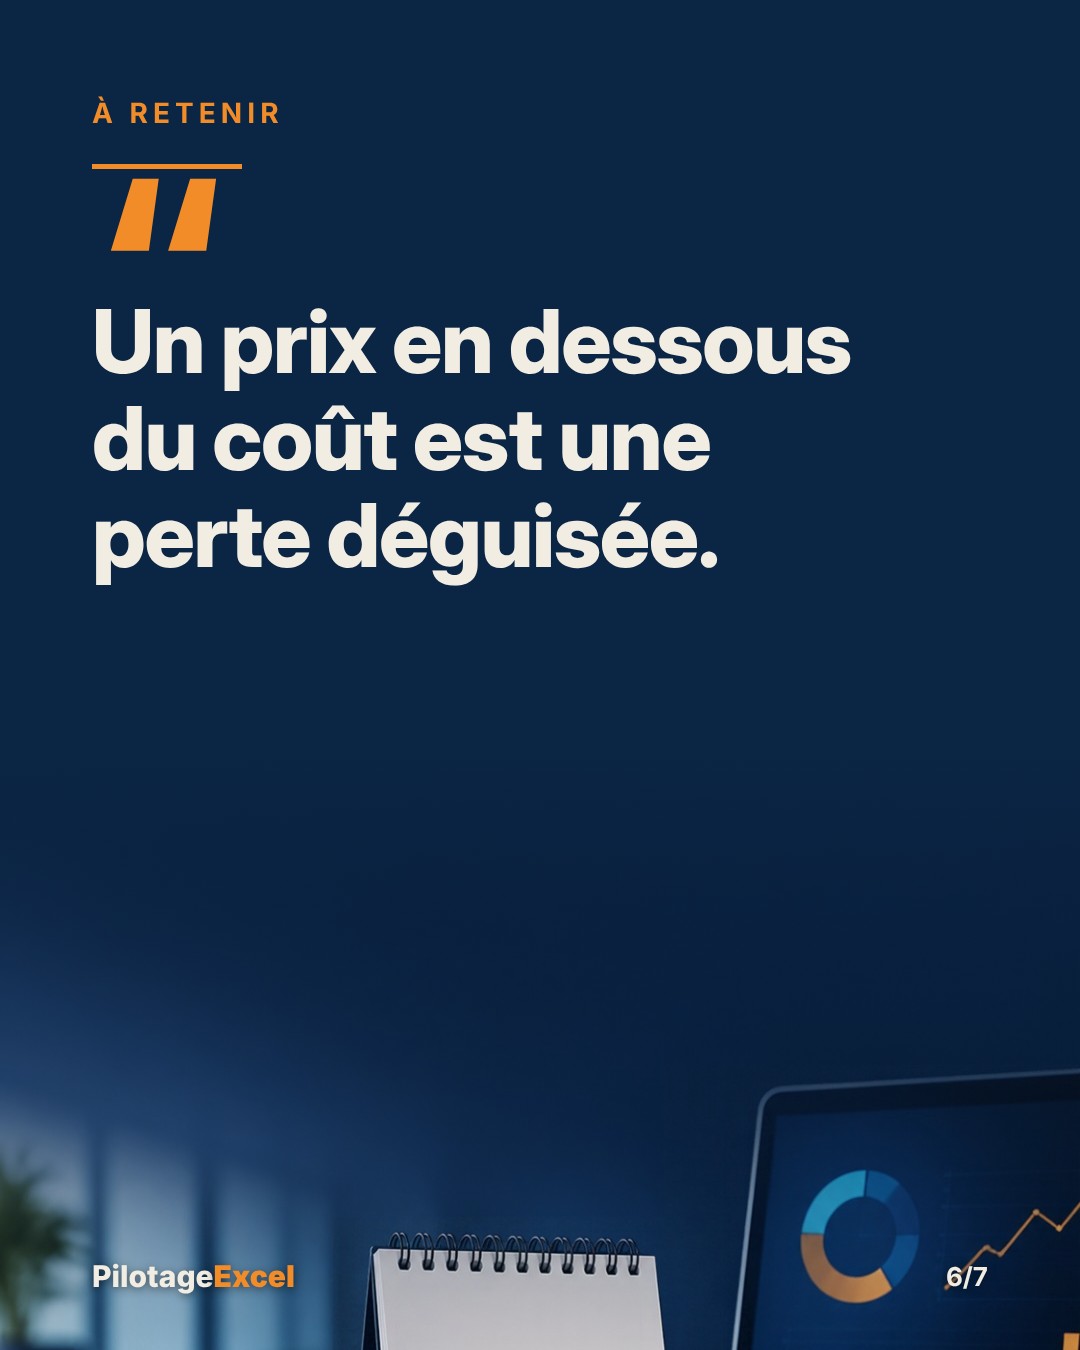 À RETENIR
"
Un prix en dessous
du coût est une
perte déguisée.
PilotageExcel
6/7